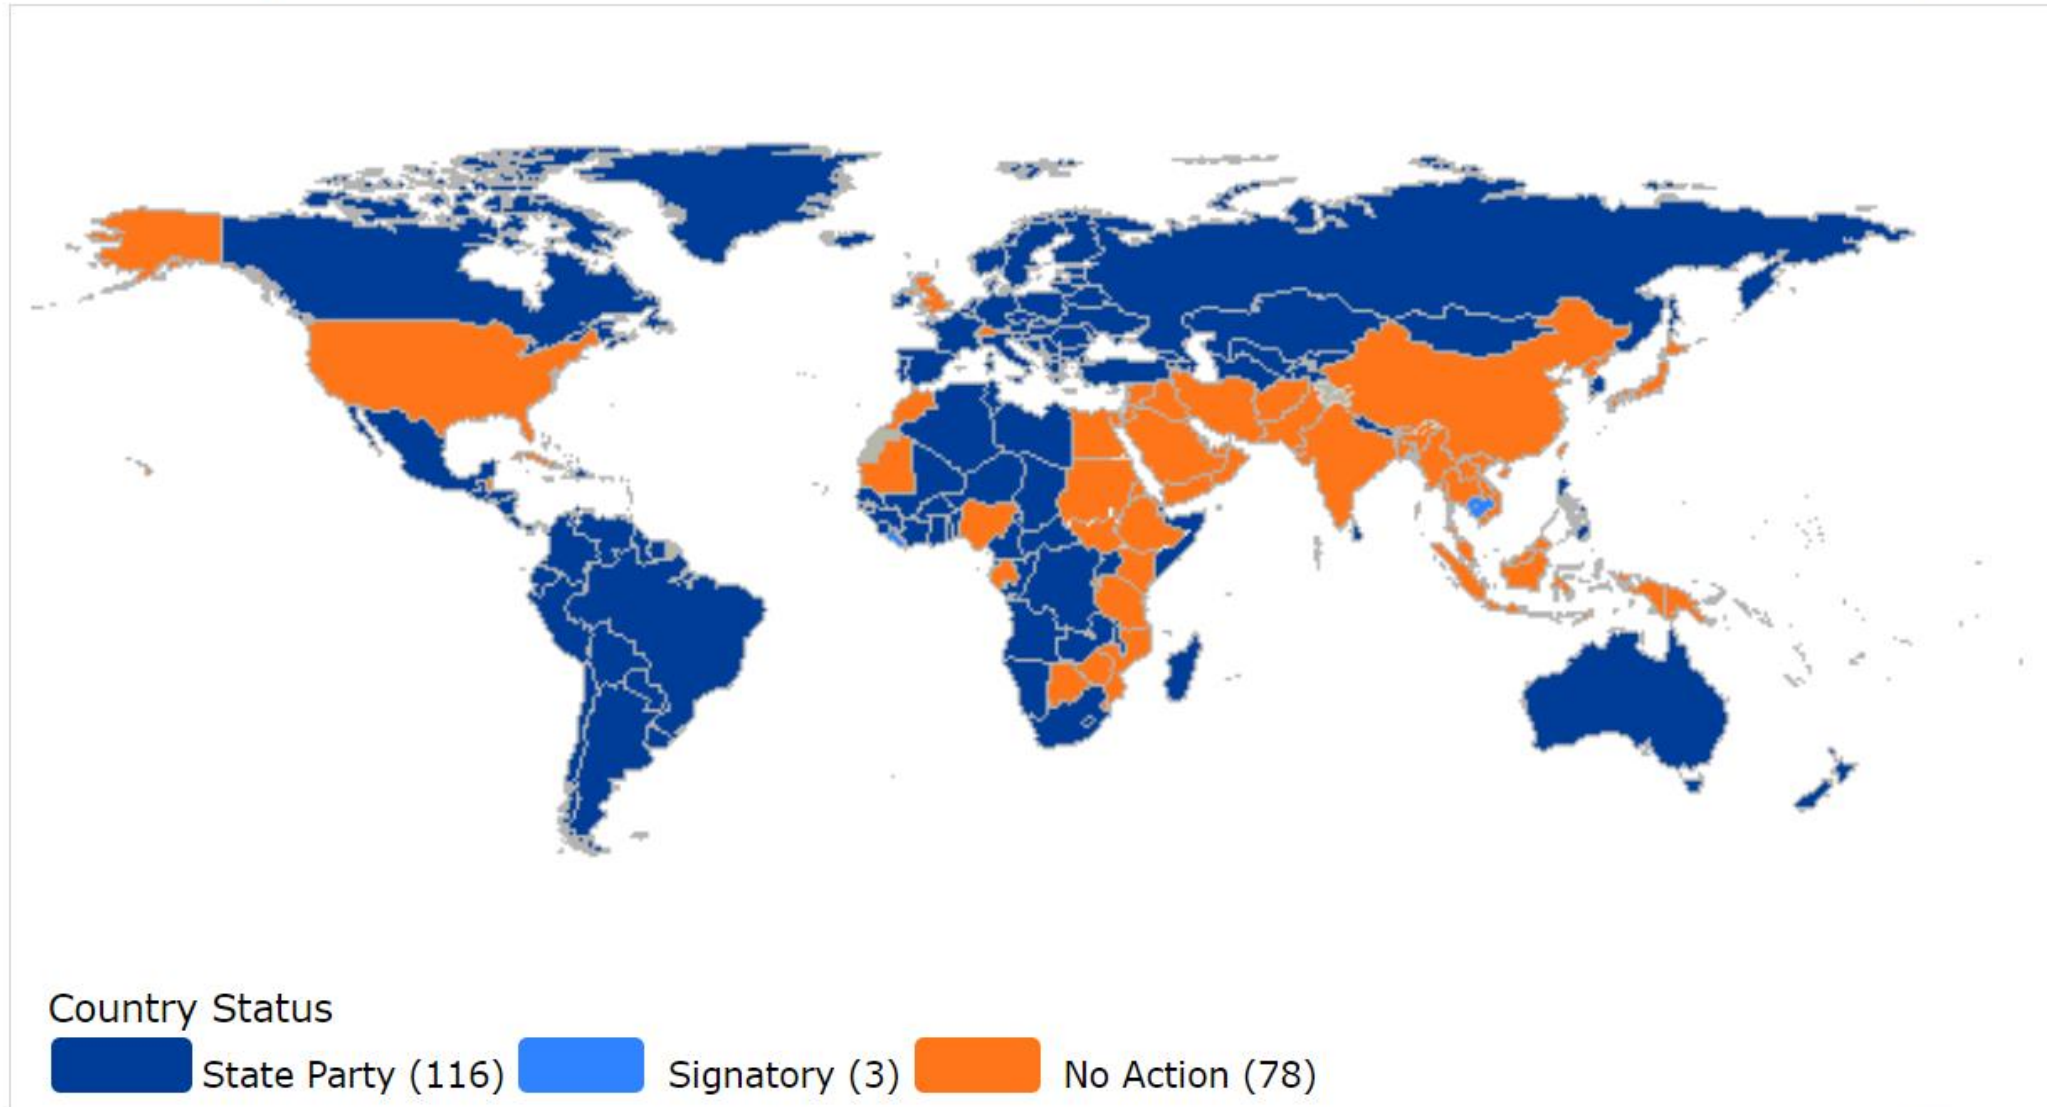 Country Status
State Party (116) Signatory (3) No Action (78)